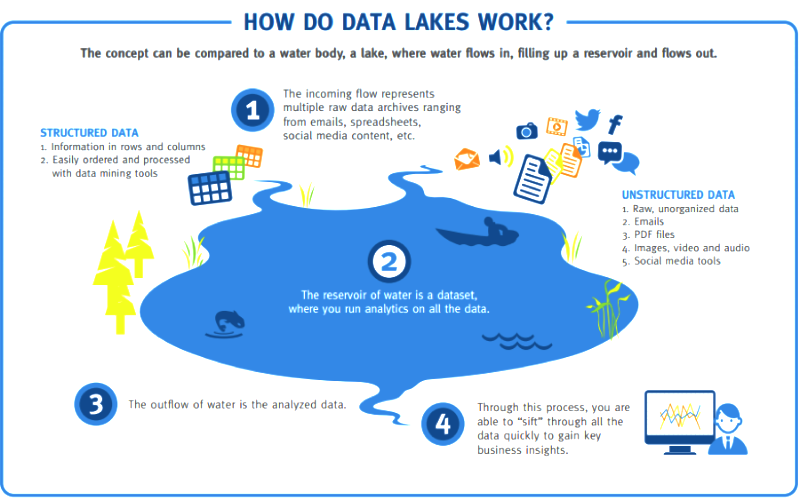 HOW DO DATA LAKES WORK?
The concept can be compared to a water body, a lake, where water flows in, filling up a reservoir and flows out.
1
The incoming flow represents
multiple raw data archives ranging
from emails, spreadsheets,
social media content, etc.
STRUCTURED DATA
1. Information in rows and columns
2. Easily ordered and processed
with data mining tools
UNSTRUCTURED DATA
1. Raw, unorganized data
2. Emails
3. PDF files
4. Images, video and audio
5. Social media tools
2
The reservoir of water is a dataset,
where you run analytics on all the data.
3
The outflow of water is the analyzed data.
4
Through this process, you are
able to “sift” through all the
data quickly to gain key
business insights.